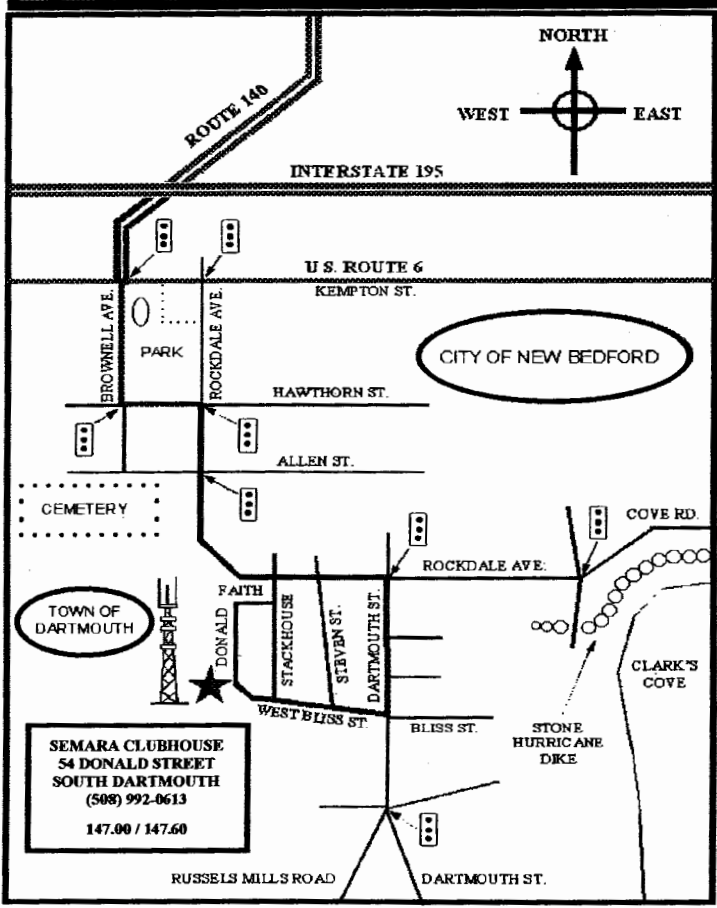 NORTH
WEST
EAST
ROUTE 140
INTERSTATE 195
U S. ROUTE 6
KEMPTON ST.
BROWNELL AVE.
PARK
ROCKDALE AVE.
CITY OF NEW BEDFORD
HAWTHORN ST.
ALLEN ST.
CEMETERY
COVE RD.
ROCKDALE AVE.
FAITH
TOWN OF
DARTMOUTH
DONALD
STACKHOUSE
STEVEN ST.
DARTMOUTH ST.
CLARK'S
COVE
WEST BLISS ST.
BLISS ST.
STONE
HURRICANE
DIKE
SEMARA CLUBHOUSE
54 DONALD STREET
SOUTH DARTMOUTH
(508) 992-0613
147.00 / 147.60
RUSSELS MILLS ROAD
DARTMOUTH ST.